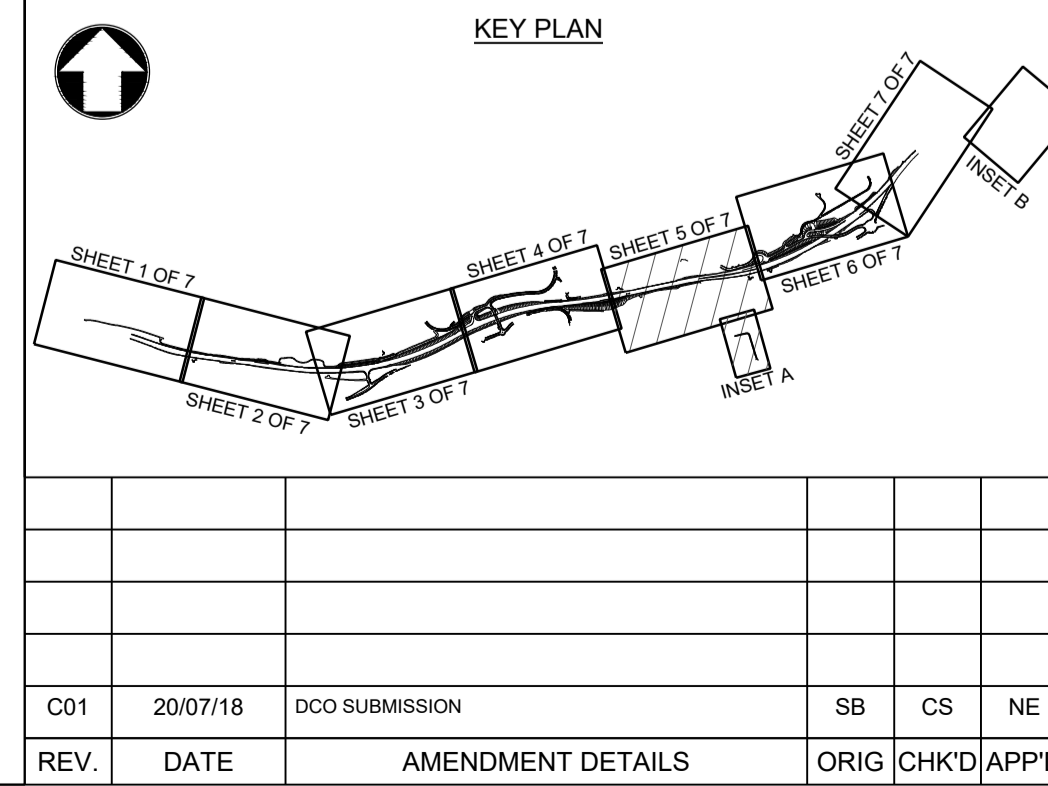 KEY PLAN
SHEET 1 OF 7
SHEET 2 OF 7
SHEET 3 OF 7
SHEET 4 OF 7
SHEET 5 OF 7
SHEET 6 OF 7
SHEET 7 OF 7
INSET A
INSET B
C01 20/07/18 DCO SUBMISSION SB CS NE
REV. DATE AMENDMENT DETAILS ORIG CHK'D APP'